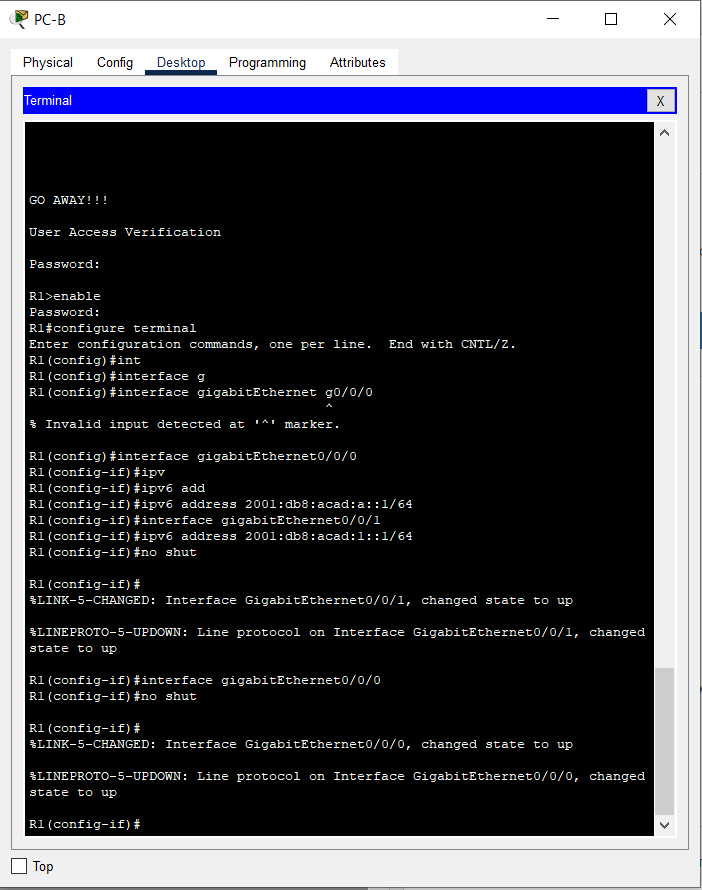 PC-B
Physical Config Desktop Programming Attributes
Terminal
X
GO AWAY!!!
User Access Verification
Password:
R1>enable
Password:
R1#configure terminal
Enter configuration commands, one per line.  End with CNTL/Z.
R1(config)#int
R1(config)#interface g
R1(config)#interface gigabitEthernet g0/0/0
^
% Invalid input detected at '^' marker.
R1(config)#interface gigabitEthernet0/0/0
R1(config-if)#ipv
R1(config-if)#ipv6 add
R1(config-if)#ipv6 address 2001:db8:acad:a::1/64
R1(config-if)#interface gigabitEthernet0/0/1
R1(config-if)#ipv6 address 2001:db8:acad:1::1/64
R1(config-if)#no shut
R1(config-if)#
%LINK-5-CHANGED: Interface GigabitEthernet0/0/1, changed state to up
%LINEPROTO-5-UPDOWN: Line protocol on Interface GigabitEthernet0/0/1, changed
state to up
R1(config-if)#interface gigabitEthernet0/0/0
R1(config-if)#no shut
R1(config-if)#
%LINK-5-CHANGED: Interface GigabitEthernet0/0/0, changed state to up
%LINEPROTO-5-UPDOWN: Line protocol on Interface GigabitEthernet0/0/0, changed
state to up
R1(config-if)#
Top